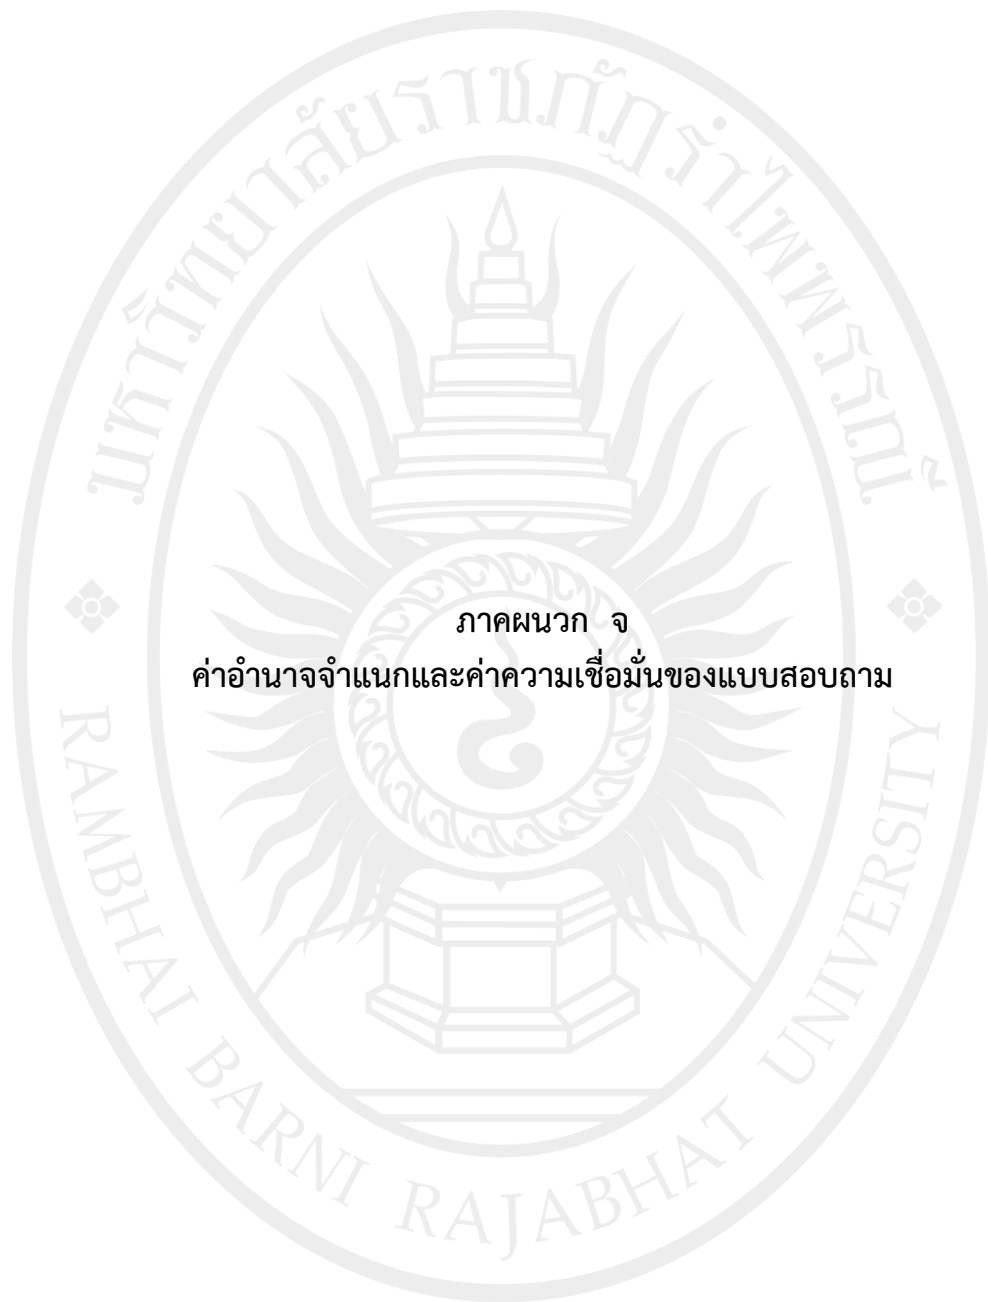 มหาวิทยาลัยราชภัฏรำไพพรรณี
ภาคผนวก จ
ค่าอำนาจจำแนกและค่าความเชื่อมั่นของแบบสอบถาม
RAMBHAI BARNI RAJABHAT UNIVERSITY